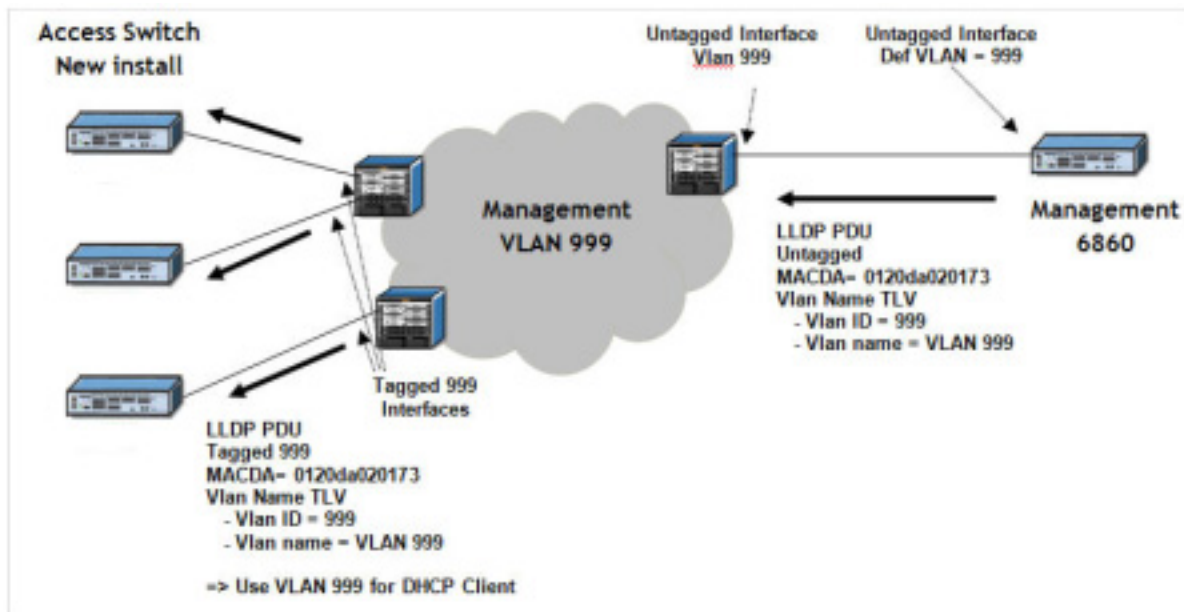 Access Switch
New install
Untagged Interface
Vlan 999
Untagged Interface
Def VLAN = 999
Management
VLAN 999
Management
6860
LLDP PDU
Untagged
MACDA= 0120da020173
Vlan Name TLV
- Vlan ID = 999
- Vlan name = VLAN 999
Tagged 999
Interfaces
LLDP PDU
Tagged 999
MACDA= 0120da020173
Vlan Name TLV
- Vlan ID = 999
- Vlan name = VLAN 999
=> Use VLAN 999 for DHCP Client